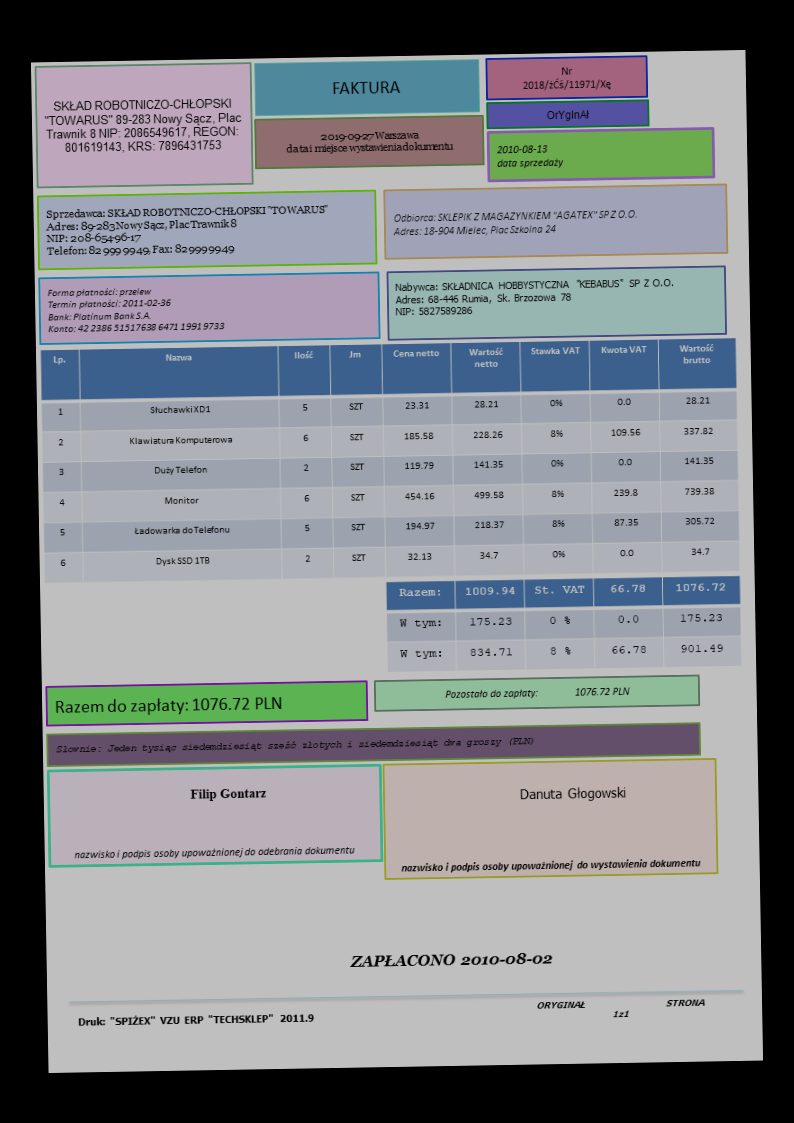 SKŁAD ROBOTNICZO-CHŁOPSKI
"TOWARUS" 89-283 Nowy Sącz, Plac
Trawnik 8 NIP: 2086549617, REGON:
801619143, KRS: 7896431753
FAKTURA
2019-09-27 Warszawa
data i miejsce wystawienia dokumentu
Nr
2018/żĆś/11971/Xę
OrYgInAł
2010-08-13
data sprzedaży
Sprzedawca: SKŁAD ROBOTNICZO-CHŁOPSKI "TOWARUS"
Adres: 89-283 Nowy Sącz, Plac Trawnik 8
NIP: 208-654-96-17
Telefon: 82 999 99 49, Fax: 82 999 99 49
Odbiorca: SKLEPIK Z MAGAZYNKIEM "AGATEX" SP Z O.O.
Adres: 18-904 Mielec, Plac Szkolna 24
Forma płatności: przelew
Termin płatności: 2011-02-36
Bank: Platinum Bank S.A.
Konto: 42 2386 5151 7638 6471 1991 9733
Nabywca: SKŁADNICA HOBBYSTYCZNA "KEBABUS" SP Z O.O.
Adres: 68-446 Rumia, Sk. Brzozowa 78
NIP: 5827589286
Lp. Nazwa Ilość Jm Cena netto Wartość netto Stawka VAT Kwota VAT Wartość brutto
1 Słuchawki XD1 5 SZT 23.31 28.21 0% 0.0 28.21
2 Klawiatura Komputerowa 6 SZT 185.58 228.26 8% 109.56 337.82
3 Duży Telefon 2 SZT 119.79 141.35 0% 0.0 141.35
4 Monitor 6 SZT 454.16 499.58 8% 239.8 739.38
5 Ładowarka do Telefonu 5 SZT 194.97 218.37 8% 87.35 305.72
6 Dysk SSD 1TB 2 SZT 32.13 34.7 0% 0.0 34.7
Razem: 1009.94 St. VAT 66.78 1076.72
W tym: 175.23 0 % 0.0 175.23
W tym: 834.71 8 % 66.78 901.49
Razem do zapłaty: 1076.72 PLN
Pozostało do zapłaty: 1076.72 PLN
Słownie: Jeden tysiąc siedemdziesiąt sześć złotych i siedemdziesiąt dwa groszy (PLN)
Filip Gontarz
nazwisko i podpis osoby upoważnionej do odebrania dokumentu
Danuta Głogowski
nazwisko i podpis osoby upoważnionej do wystawienia dokumentu
ZAPŁACONO 2010-08-02
Druk: "SPIŻEX" VZU ERP "TECHSKLEP" 2011.9
ORYGINAŁ STRONA
1z1